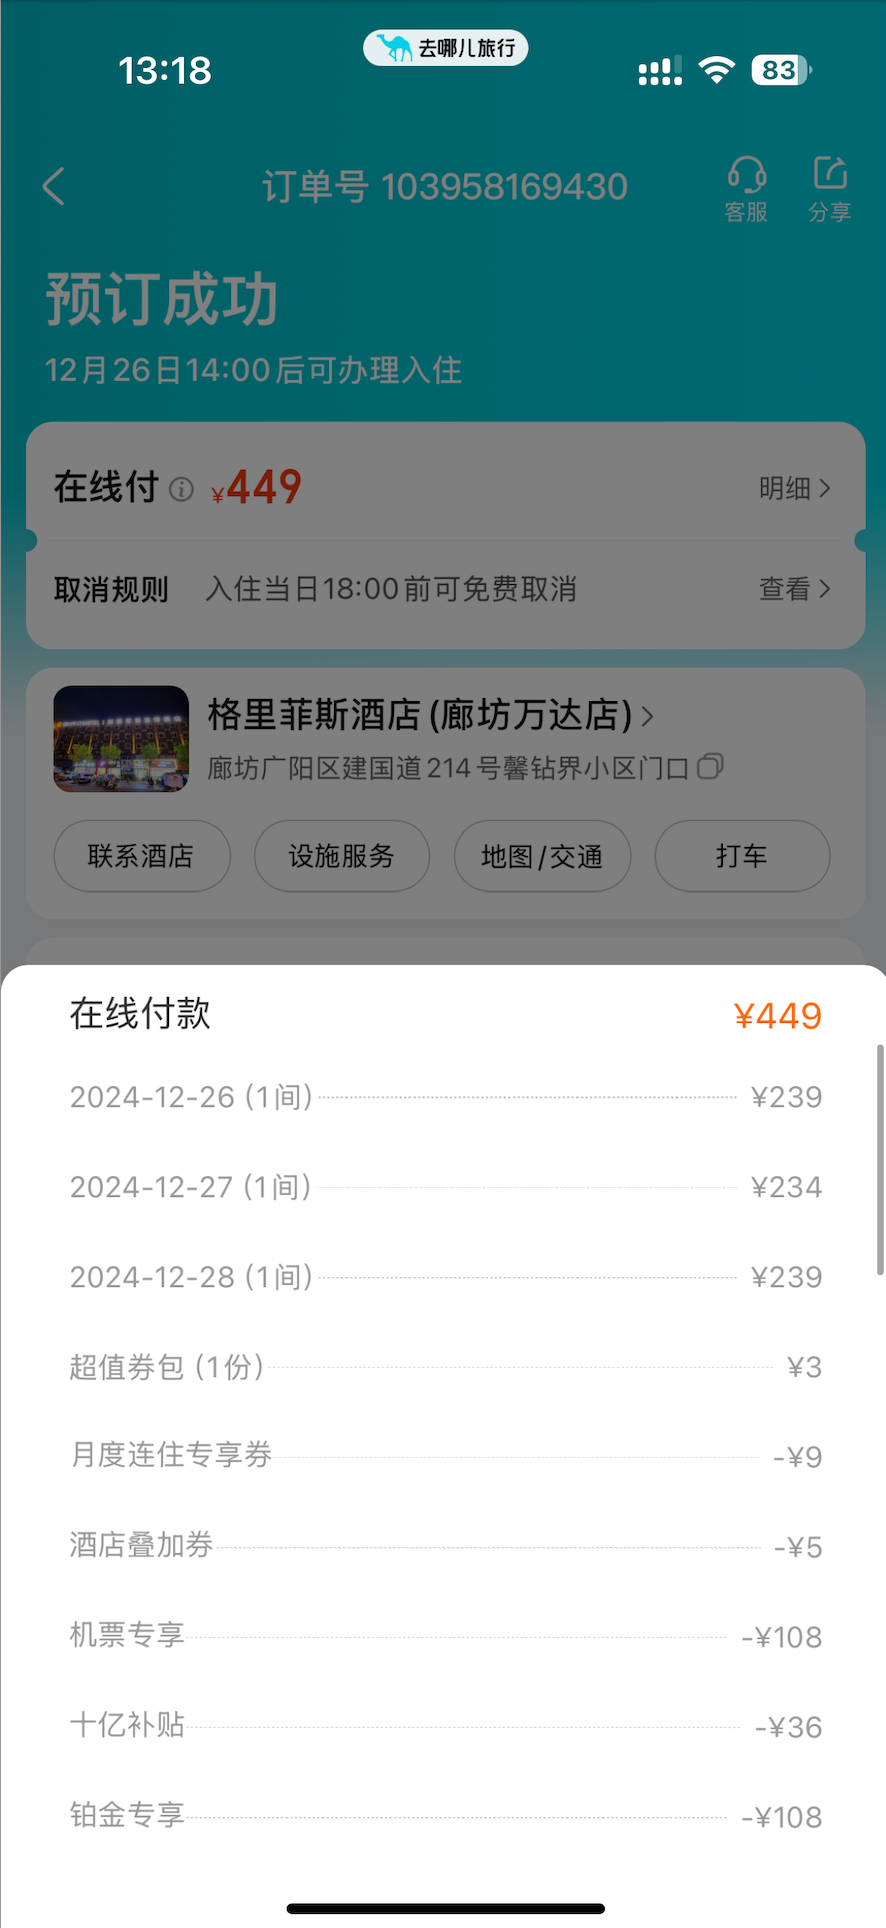 13:18
去哪儿旅行
83
订单号 103958169430
客服
分享
预订成功
12月26日14:00后可办理入住
在线付 ¥449
明细
取消规则 入住当日18:00前可免费取消
查看
格里菲斯酒店(廊坊万达店)
廊坊广阳区建国道214号馨钻界小区门口
联系酒店
设施服务
地图/交通
打车
在线付款 ¥449
2024-12-26 (1间) ¥239
2024-12-27 (1间) ¥234
2024-12-28 (1间) ¥239
超值券包 (1份) ¥3
月度连住专享券 -¥9
酒店叠加券 -¥5
机票专享 -¥108
十亿补贴 -¥36
铂金专享 -¥108